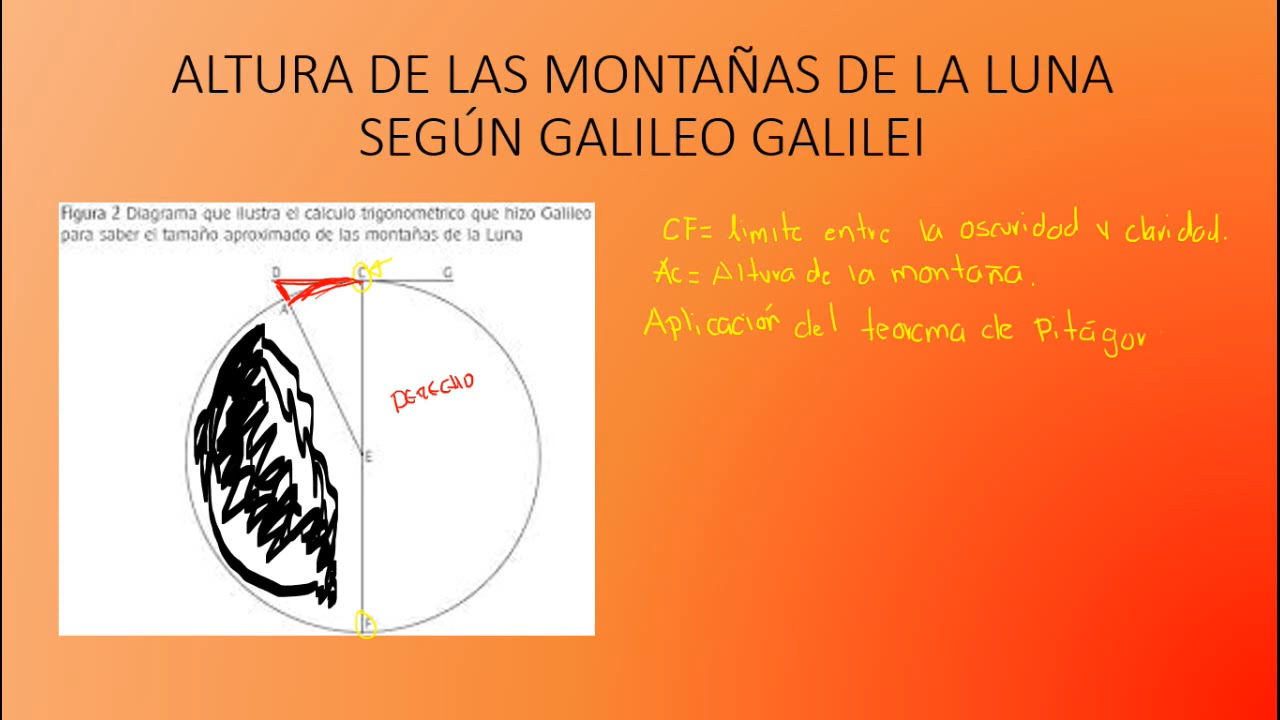 ALTURA DE LAS MONTAÑAS DE LA LUNA
SEGÚN GALILEO GALILEI
Figura 2 Diagrama que ilustra el cálculo trigonométrico que hizo Galileo
para saber el tamaño aproximado de las montañas de la Luna
D C G
A
DERECHO
E
F
CF= límite entre la oscuridad y claridad.
Ac= Altura de la montaña.
Aplicación del teorema de Pitágor